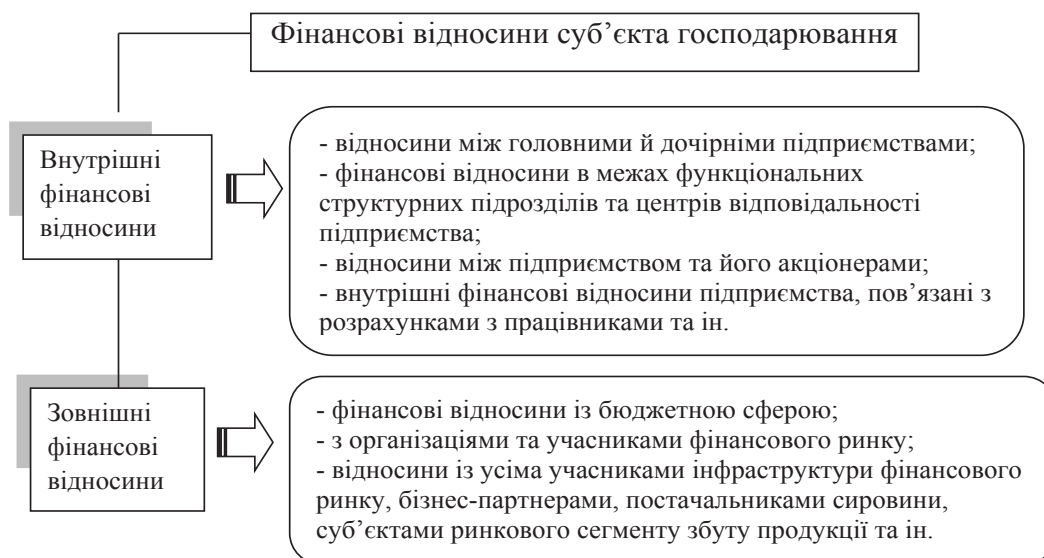 Фінансові відносини суб’єкта господарювання
Внутрішні
фінансові
відносини
- відносини між головними й дочірніми підприємствами;
- фінансові відносини в межах функціональних
структурних підрозділів та центрів відповідальності
підприємства;
- відносини між підприємством та його акціонерами;
- внутрішні фінансові відносини підприємства, пов’язані з
розрахунками з працівниками та ін.
Зовнішні
фінансові
відносини
- фінансові відносини із бюджетною сферою;
- з організаціями та учасниками фінансового ринку;
- відносини із усіма учасниками інфраструктури фінансового
ринку, бізнес-партнерами, постачальниками сировини,
суб’єктами ринкового сегменту збуту продукції та ін.